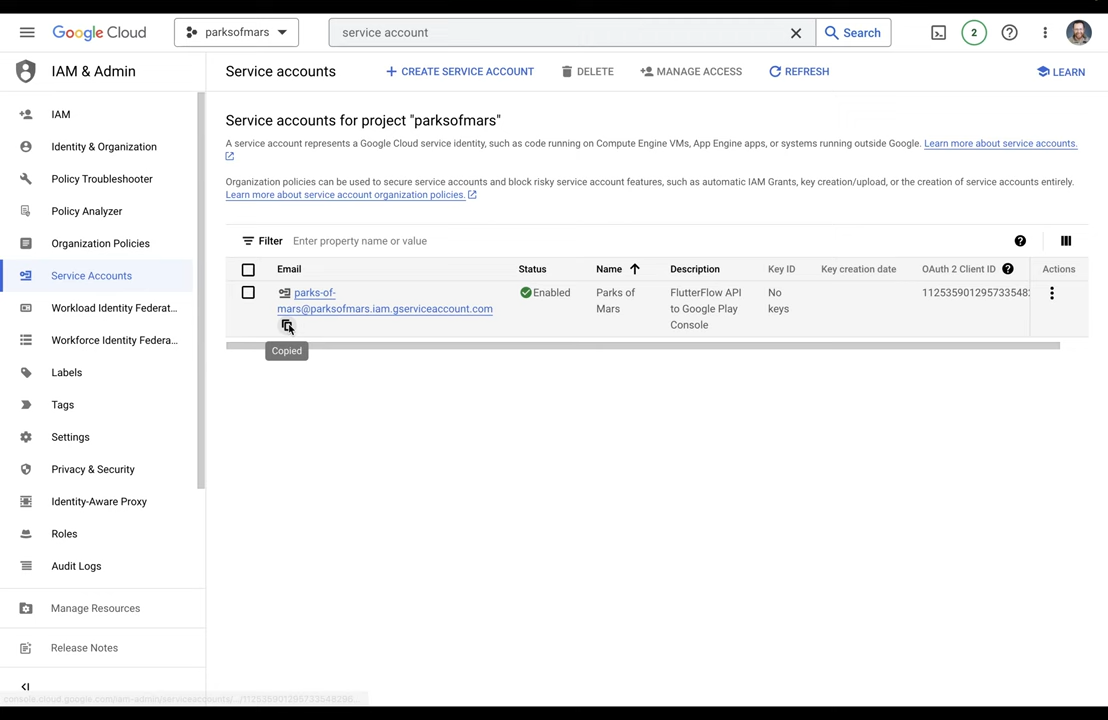 Google Cloud
parksofmars
service account
Search
2
IAM & Admin
Service accounts
CREATE SERVICE ACCOUNT
DELETE
MANAGE ACCESS
REFRESH
LEARN
IAM
Identity & Organization
Policy Troubleshooter
Policy Analyzer
Organization Policies
Service Accounts
Workload Identity Federat...
Workforce Identity Federa...
Labels
Tags
Settings
Privacy & Security
Identity-Aware Proxy
Roles
Audit Logs
Manage Resources
Release Notes
Service accounts for project "parksofmars"
A service account represents a Google Cloud service identity, such as code running on Compute Engine VMs, App Engine apps, or systems running outside Google. Learn more about service accounts.
Organization policies can be used to secure service accounts and block risky service account features, such as automatic IAM Grants, key creation/upload, or the creation of service accounts entirely.
Learn more about service account organization policies.
Filter Enter property name or value
Email Status Name Description Key ID Key creation date OAuth 2 Client ID Actions
parks-of- Enabled Parks of FlutterFlow API No
mars@parksofmars.iam.gserviceaccount.com Mars to Google Play keys
Console
Copied